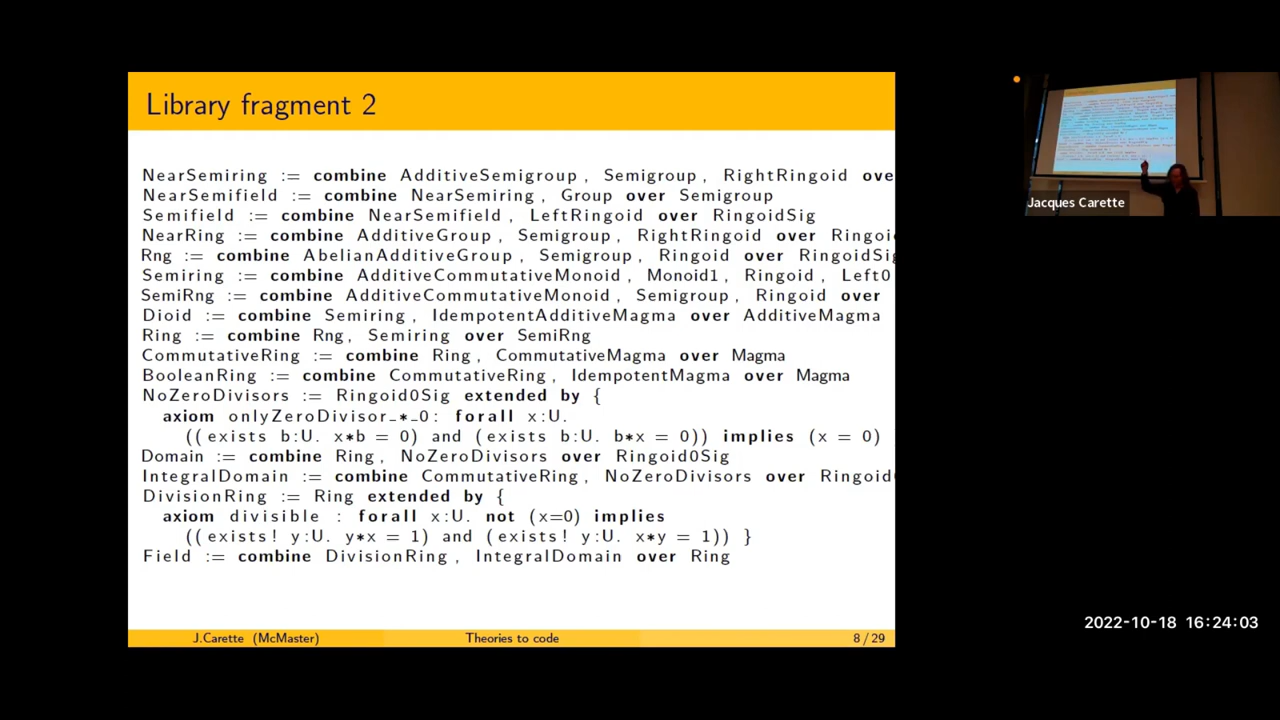 Library fragment 2
NearSemiring := combine AdditiveSemigroup , Semigroup , RightRingoid ove
NearSemifield := combine NearSemiring , Group over Semigroup
Semifield := combine NearSemifield , LeftRingoid over RingoidSig
NearRing := combine AdditiveGroup , Semigroup , RightRingoid over Ringoi
Rng := combine AbelianAdditiveGroup , Semigroup , Ringoid over RingoidSig
Semiring := combine AdditiveCommutativeMonoid , Monoid1 , Ringoid , Left0
SemiRng := combine AdditiveCommutativeMonoid , Semigroup , Ringoid over
Dioid := combine Semiring , IdempotentAdditiveMagma over AdditiveMagma
Ring := combine Rng , Semiring over SemiRng
CommutativeRing := combine Ring , CommutativeMagma over Magma
BooleanRing := combine CommutativeRing , IdempotentMagma over Magma
NoZeroDivisors := Ringoid0Sig extended by {
axiom onlyZeroDivisor_*_0 : forall x:U.
((exists b:U. x*b = 0) and (exists b:U. b*x = 0)) implies (x = 0)
Domain := combine Ring , NoZeroDivisors over Ringoid0Sig
IntegralDomain := combine CommutativeRing , NoZeroDivisors over Ringoid0
DivisionRing := Ring extended by {
axiom divisible : forall x:U. not (x=0) implies
((exists! y:U. y*x = 1) and (exists! y:U. x*y = 1)) }
Field := combine DivisionRing , IntegralDomain over Ring
J.Carette (McMaster) Theories to code 8 / 29
Jacques Carette
2022-10-18 16:24:03